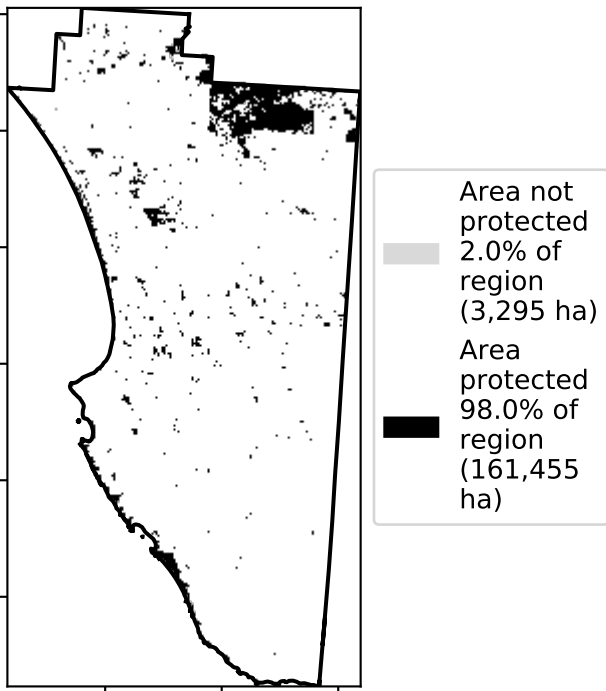 Area not
protected
2.0% of
region
(3,295 ha)
Area
protected
98.0% of
region
(161,455
ha)